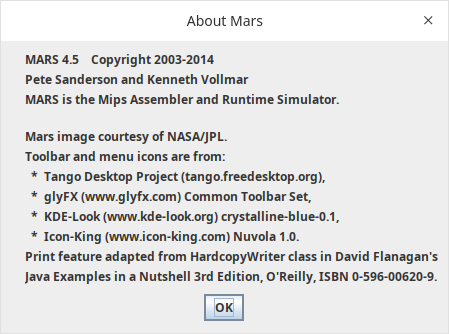 About Mars
×
MARS 4.5    Copyright 2003-2014
Pete Sanderson and Kenneth Vollmar
MARS is the Mips Assembler and Runtime Simulator.
Mars image courtesy of NASA/JPL.
Toolbar and menu icons are from:
* Tango Desktop Project (tango.freedesktop.org),
* glyFX (www.glyfx.com) Common Toolbar Set,
* KDE-Look (www.kde-look.org) crystalline-blue-0.1,
* Icon-King (www.icon-king.com) Nuvola 1.0.
Print feature adapted from HardcopyWriter class in David Flanagan's
Java Examples in a Nutshell 3rd Edition, O'Reilly, ISBN 0-596-00620-9.
OK